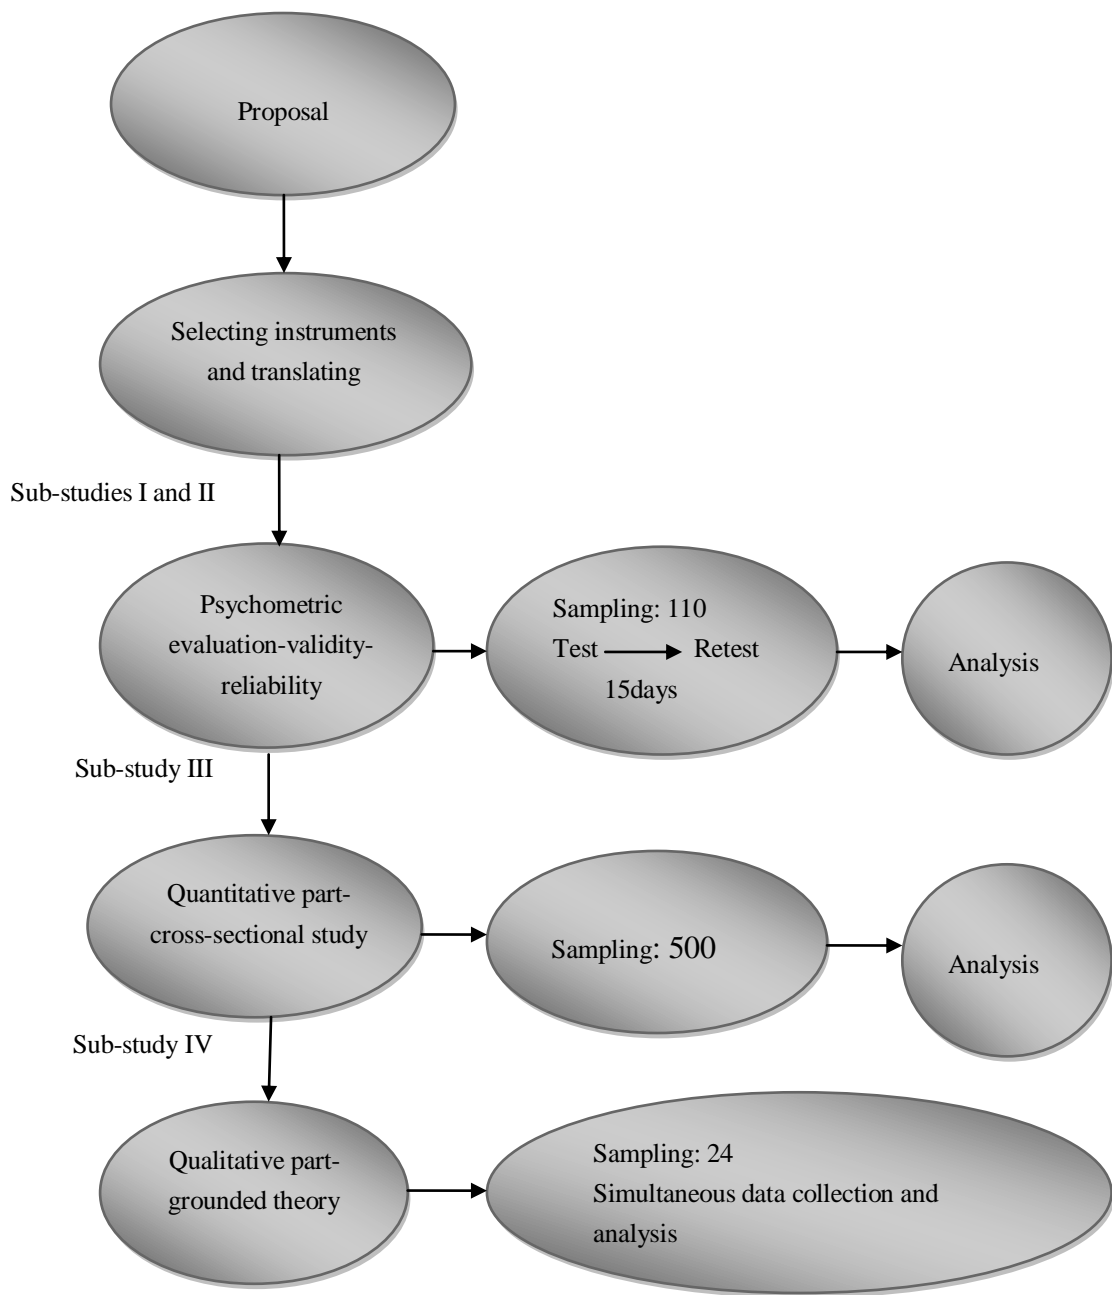 Proposal
Selecting instruments
and translating
Sub-studies I and II
Psychometric
evaluation-validity-
reliability
Sampling: 110
Test Retest
15days
Analysis
Sub-study III
Quantitative part-
cross-sectional study
Sampling: 500
Analysis
Sub-study IV
Qualitative part-
grounded theory
Sampling: 24
Simultaneous data collection and
analysis